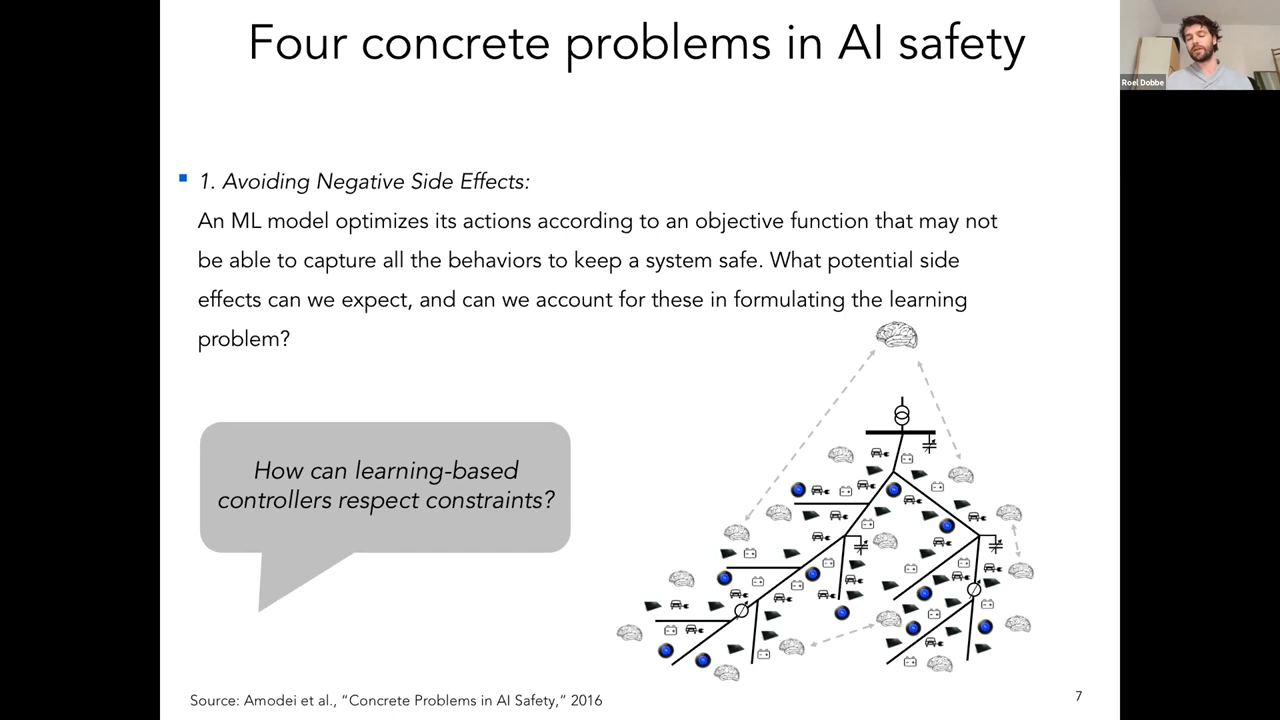 Four concrete problems in AI safety
Roel Dobbe
1. Avoiding Negative Side Effects:
An ML model optimizes its actions according to an objective function that may not
be able to capture all the behaviors to keep a system safe. What potential side
effects can we expect, and can we account for these in formulating the learning
problem?
How can learning-based
controllers respect constraints?
Source: Amodei et al., “Concrete Problems in AI Safety,” 2016
7